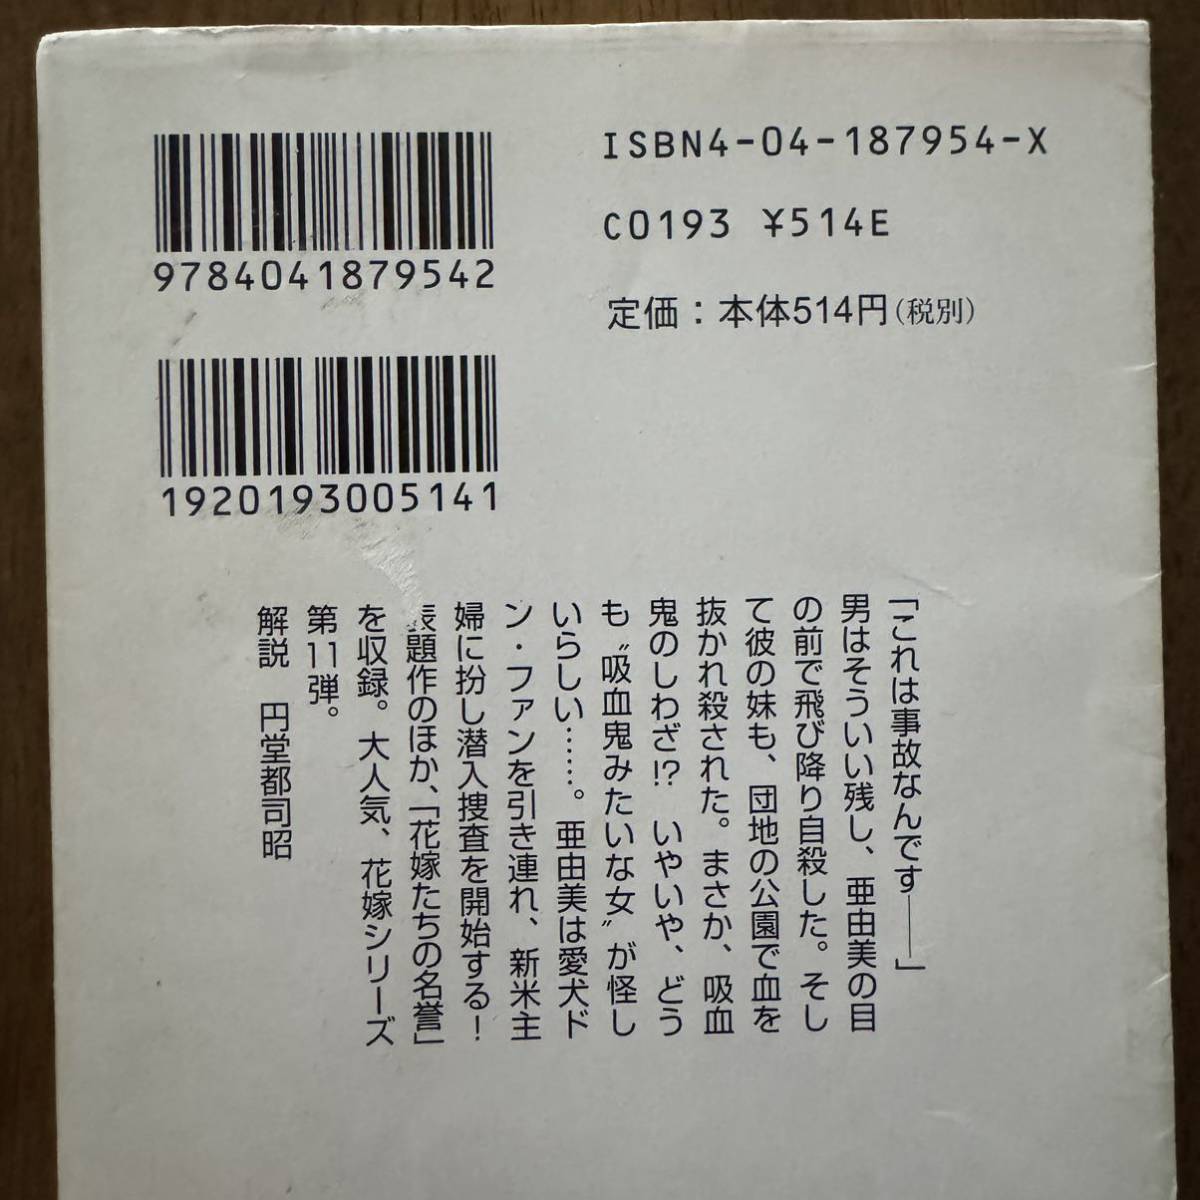 ISBN4-04-187954-X
C0193 ¥514E
定価：本体514円（税別）
9784041879542
1920193005141
「これは事故なんです――」
男はそういい残し、亜由美の目
の前で飛び降り自殺した。そし
て彼の妹も、団地の公園で血を
抜かれ殺された。まさか、吸血
鬼のしわざ!?　いやいや、どう
も〝吸血鬼みたいな女〟が怪し
いらしい……。亜由美は愛犬ド
ン・ファンを引き連れ、新米主
婦に扮し潜入捜査を開始する！
表題作のほか、「花嫁たちの名誉」
を収録。大人気、花嫁シリーズ
第11弾。
解説　円堂都司昭